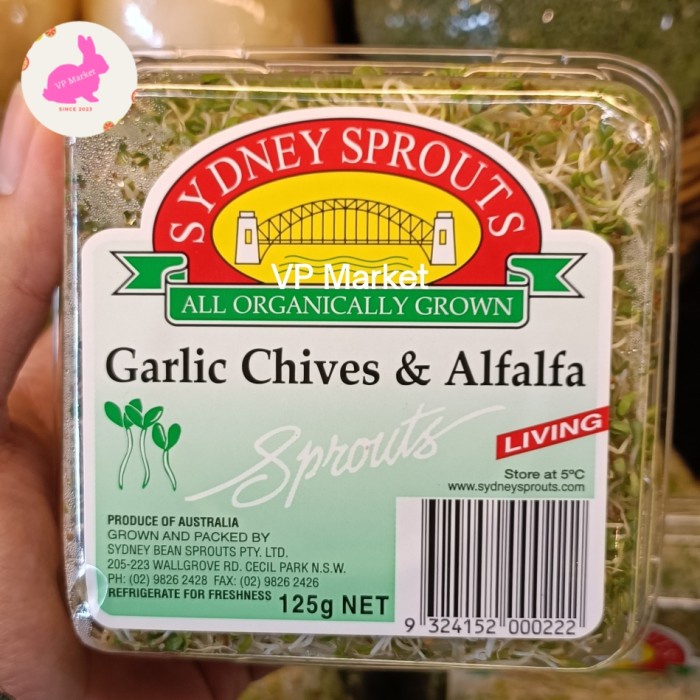 VP Market
SINCE 2023
SYDNEY SPROUTS
VP Market
ALL ORGANICALLY GROWN
Garlic Chives & Alfalfa
Sprouts
LIVING
Store at 5ºC
www.sydneysprouts.com
PRODUCE OF AUSTRALIA
GROWN AND PACKED BY
SYDNEY BEAN SPROUTS PTY. LTD.
205-223 WALLGROVE RD. CECIL PARK N.S.W.
PH: (02) 9826 2428 FAX: (02) 9826 2426
REFRIGERATE FOR FRESHNESS 125g NET
9 324152 000222